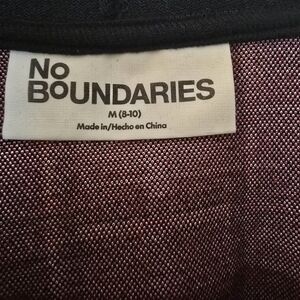 No
BOUNDARIES
M (8-10)
Made in/Hecho en China